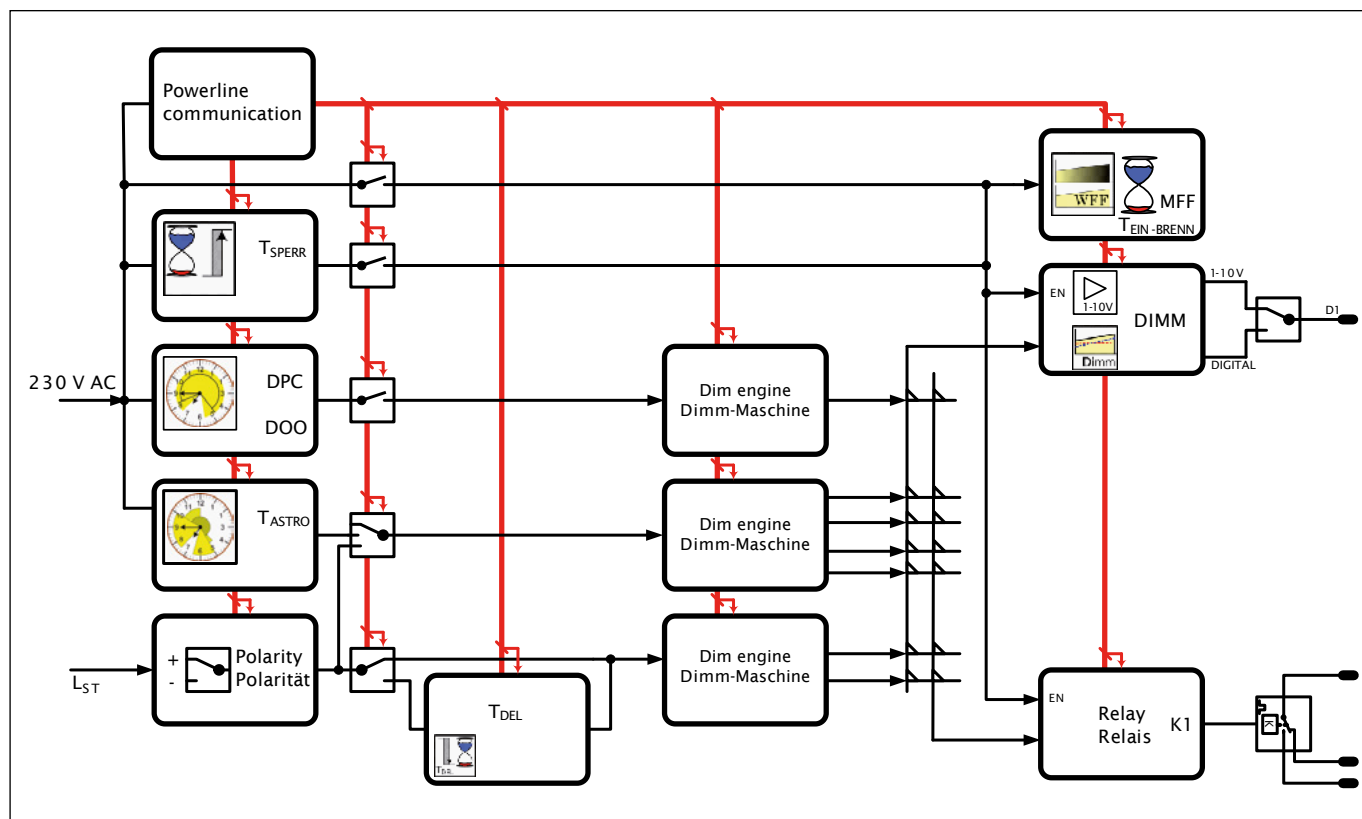 Powerline
communication
WFF
MFF
TEIN-BRENN
TSPERR
EN
1-10V
DIMM
Dimm
1-10V
DIGITAL
D1
230 V AC
DPC
DOO
Dim engine
Dimm-Maschine
TASTRO
Dim engine
Dimm-Maschine
LST
+
-
Polarity
Polarität
TDEL
Dim engine
Dimm-Maschine
EN
Relay
Relais
K1
K